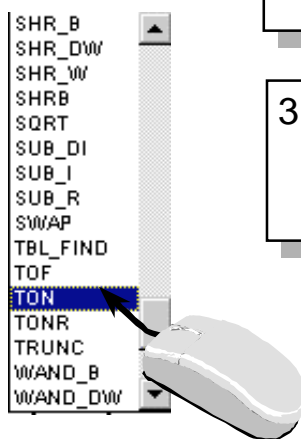 SHR_B
SHR_DW
SHR_W
SHRB
SQRT
SUB_DI
SUB_I
SUB_R
SWAP
TBL_FIND
TOF
TON
TONR
TRUNC
WAND_B
WAND_DW
3